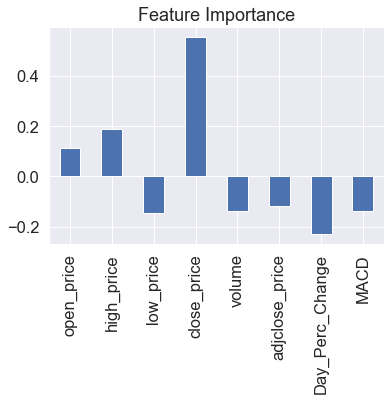 Feature Importance
0.4
0.2
0.0
−0.2
open_price
high_price
low_price
close_price
volume
adjclose_price
Day_Perc_Change
MACD